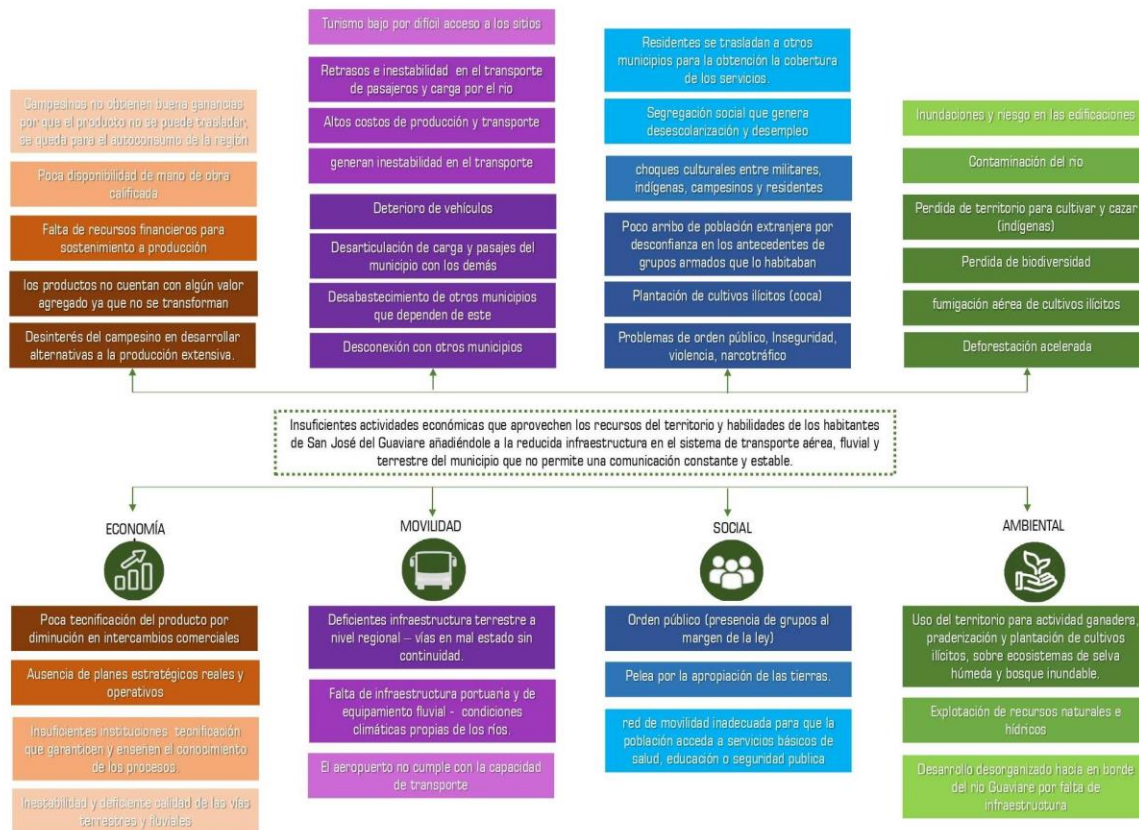 Campesinos no obtienen buena ganancias
por que el producto no se puede trasladar,
se queda para el autoconsumo de la región
Poca disponibilidad de mano de obra
calificada
Falta de recursos financieros para
sostenimiento a producción
los productos no cuentan con algún valor
agregado ya que no se transforman
Desinterés del campesino en desarrollar
alternativas a la producción extensiva.
Turismo bajo por difícil acceso a los sitios
Retrasos e inestabilidad en el transporte
de pasajeros y carga por el rio
Altos costos de producción y transporte
generan inestabilidad en el transporte
Deterioro de vehículos
Desarticulación de carga y pasajes del
municipio con los demás
Desabastecimiento de otros municipios
que dependen de este
Desconexión con otros municipios
Residentes se trasladan a otros
municipios para la obtención la cobertura
de los servicios.
Segregación social que genera
desescolarización y desempleo
choques culturales entre militares,
indígenas, campesinos y residentes
Poco arribo de población extranjera por
desconfianza en los antecedentes de
grupos armados que lo habitaban
Plantación de cultivos ilícitos (coca)
Problemas de orden público, Inseguridad,
violencia, narcotráfico
Inundaciones y riesgo en las edificaciones
Contaminación del rio
Perdida de territorio para cultivar y cazar
(indígenas)
Perdida de biodiversidad
fumigación aérea de cultivos ilícitos
Deforestación acelerada
Insuficientes actividades económicas que aprovechen los recursos del territorio y habilidades de los habitantes
de San José del Guaviare añadiéndole a la reducida infraestructura en el sistema de transporte aérea, fluvial y
terrestre del municipio que no permite una comunicación constante y estable.
ECONOMÍA
Poca tecnificación del producto por
diminución en intercambios comerciales
Ausencia de planes estratégicos reales y
operativos
Insuficientes instituciones tecnificación
que garanticen y enseñen el conocimiento
de los procesos.
Inestabilidad y deficiente calidad de las vías
terrestres y fluviales
MOVILIDAD
Deficientes infraestructura terrestre a
nivel regional – vías en mal estado sin
continuidad.
Falta de infraestructura portuaria y de
equipamiento fluvial - condiciones
climáticas propias de los ríos.
El aeropuerto no cumple con la capacidad
de transporte
SOCIAL
Orden público (presencia de grupos al
margen de la ley)
Pelea por la apropiación de las tierras.
red de movilidad inadecuada para que la
población acceda a servicios básicos de
salud, educación o seguridad publica
AMBIENTAL
Uso del territorio para actividad ganadera,
praderización y plantación de cultivos
ilícitos, sobre ecosistemas de selva
húmeda y bosque inundable.
Explotación de recursos naturales e
hídricos
Desarrollo desorganizado hacia en borde
del rio Guaviare por falta de
infraestructura